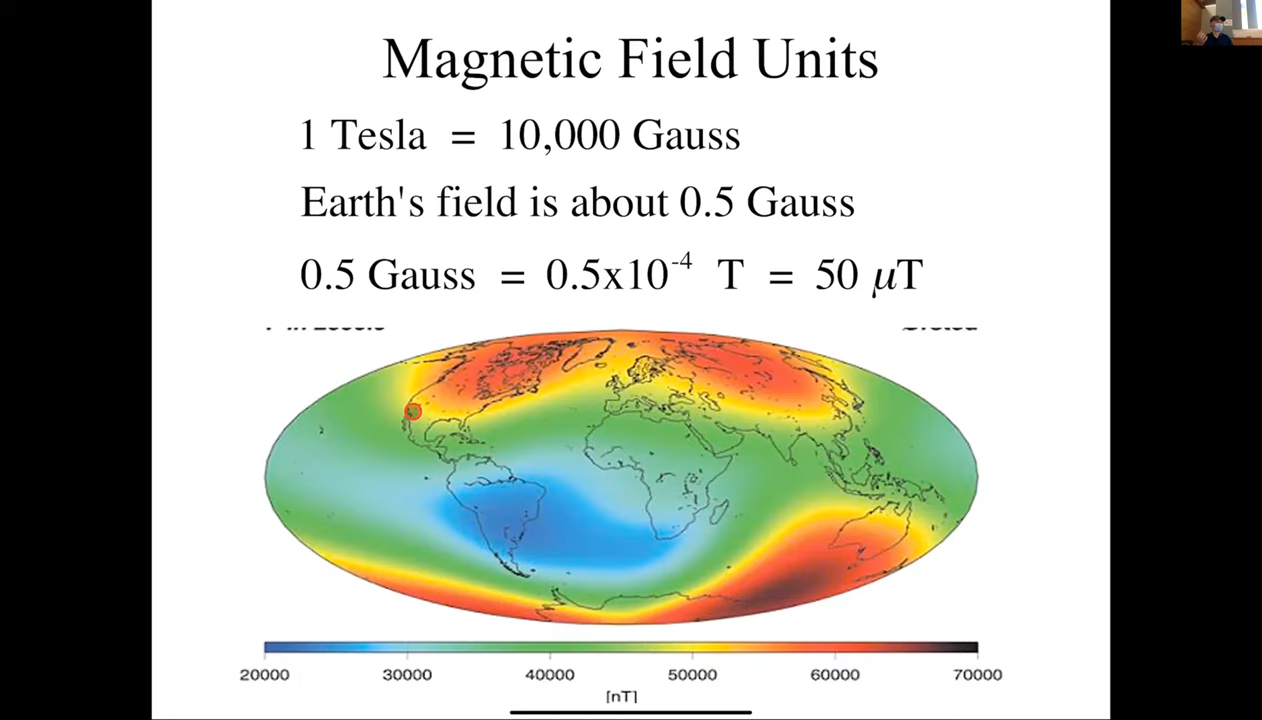 Magnetic Field Units
1 Tesla = 10,000 Gauss
Earth's field is about 0.5 Gauss
0.5 Gauss = 0.5x10⁻⁴ T = 50 μT
20000 30000 40000 50000 60000 70000
[nT]